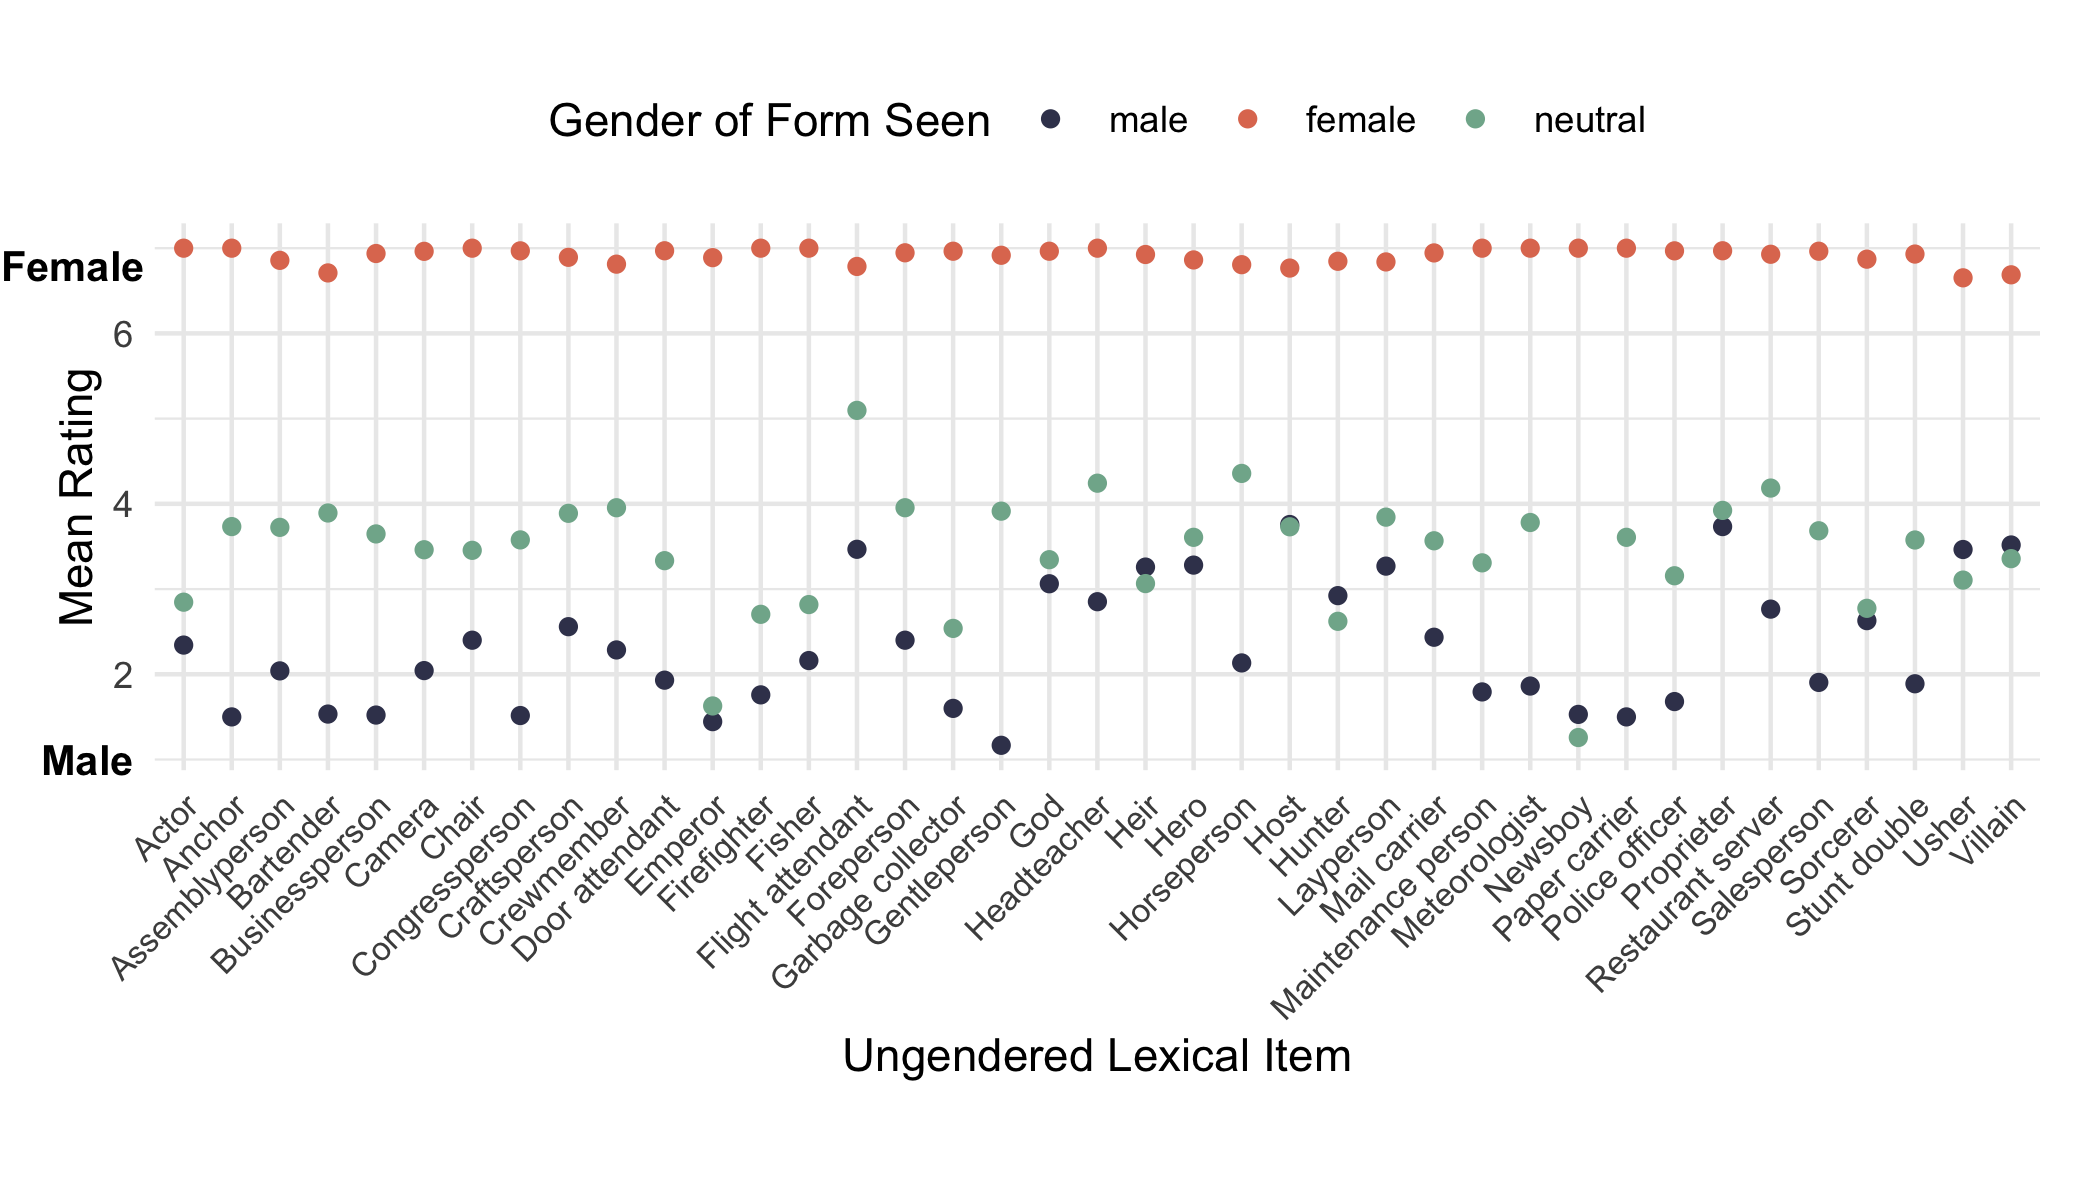 Gender of Form Seen male female neutral
Female
6
4
2
Male
Mean Rating
Actor
Anchor
Assemblyperson
Bartender
Businessperson
Camera
Chair
Congressperson
Craftsperson
Crewmember
Door attendant
Emperor
Firefighter
Fisher
Flight attendant
Foreperson
Garbage collector
Gentleperson
God
Headteacher
Heir
Hero
Horseperson
Host
Hunter
Layperson
Mail carrier
Maintenance person
Meteorologist
Newsboy
Paper carrier
Police officer
Proprieter
Restaurant server
Salesperson
Sorcerer
Stunt double
Usher
Villain
Ungendered Lexical Item